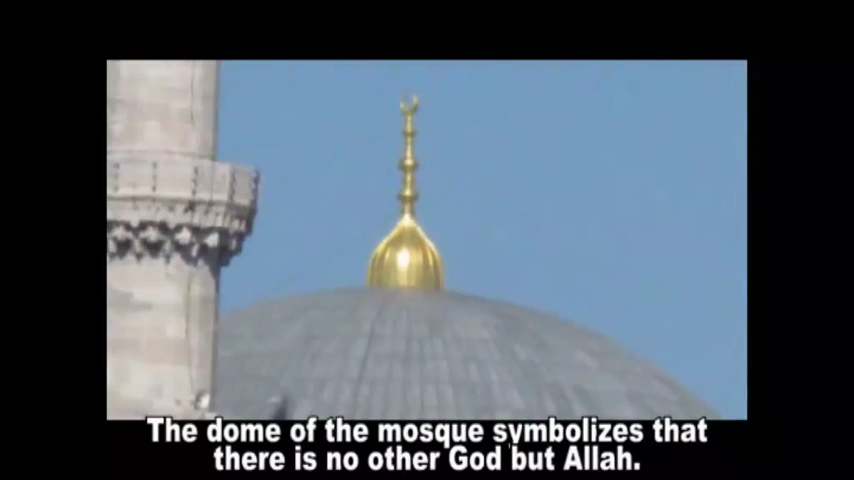 The dome of the mosque symbolizes that
there is no other God but Allah.